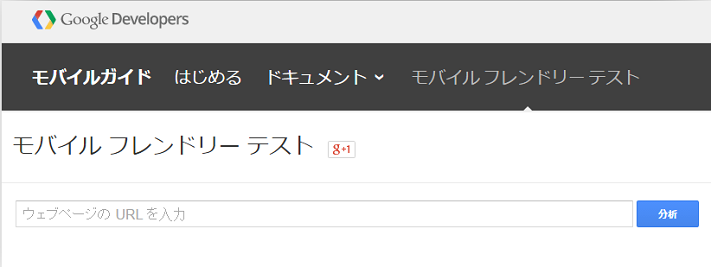 Google Developers
モバイルガイド はじめる ドキュメント モバイル フレンドリー テスト
モバイル フレンドリー テスト g+1
ウェブページの URL を入力 分析